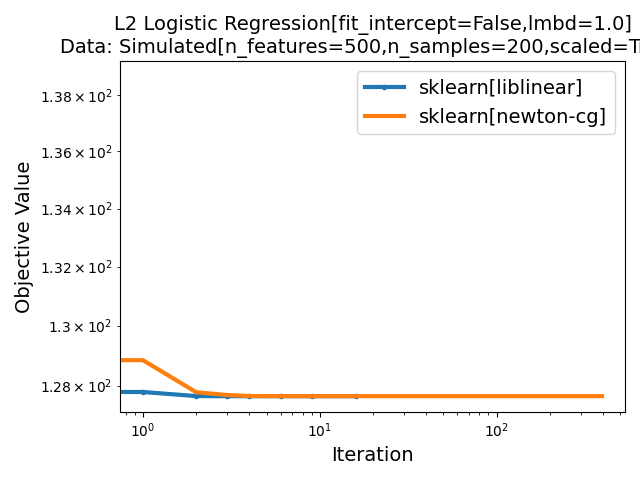 L2 Logistic Regression[fit_intercept=False,lmbd=1.0]
Data: Simulated[n_features=500,n_samples=200,scaled=T
sklearn[liblinear]
sklearn[newton-cg]
Objective Value
1.38 × 10²
1.36 × 10²
1.34 × 10²
1.32 × 10²
1.3 × 10²
1.28 × 10²
10⁰ 10¹ 10²
Iteration